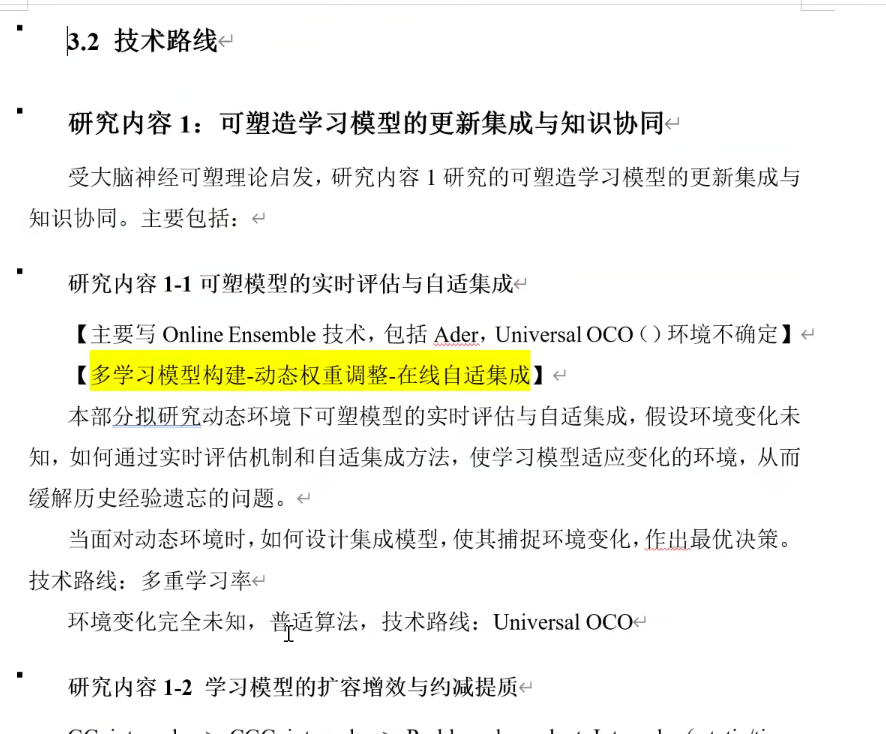 3.2 技术路线
研究内容 1：可塑造学习模型的更新集成与知识协同
受大脑神经可塑理论启发，研究内容 1 研究的可塑造学习模型的更新集成与
知识协同。主要包括：
研究内容 1-1 可塑模型的实时评估与自适集成
【主要写 Online Ensemble 技术，包括 Ader，Universal OCO（）环境不确定】
【多学习模型构建-动态权重调整-在线自适集成】
本部分拟研究动态环境下可塑模型的实时评估与自适集成，假设环境变化未
知，如何通过实时评估机制和自适集成方法，使学习模型适应变化的环境，从而
缓解历史经验遗忘的问题。
当面对动态环境时，如何设计集成模型，使其捕捉环境变化，作出最优决策。
技术路线：多重学习率
环境变化完全未知，普适算法，技术路线：Universal OCO
研究内容 1-2 学习模型的扩容增效与约减提质